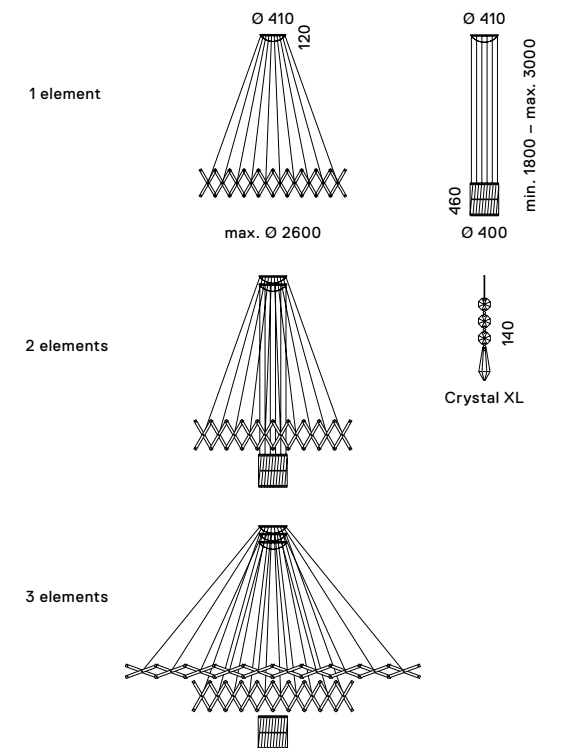 Ø 410
120
Ø 410
1 element
min. 1800 – max. 3000
460
max. Ø 2600
Ø 400
2 elements
140
Crystal XL
3 elements